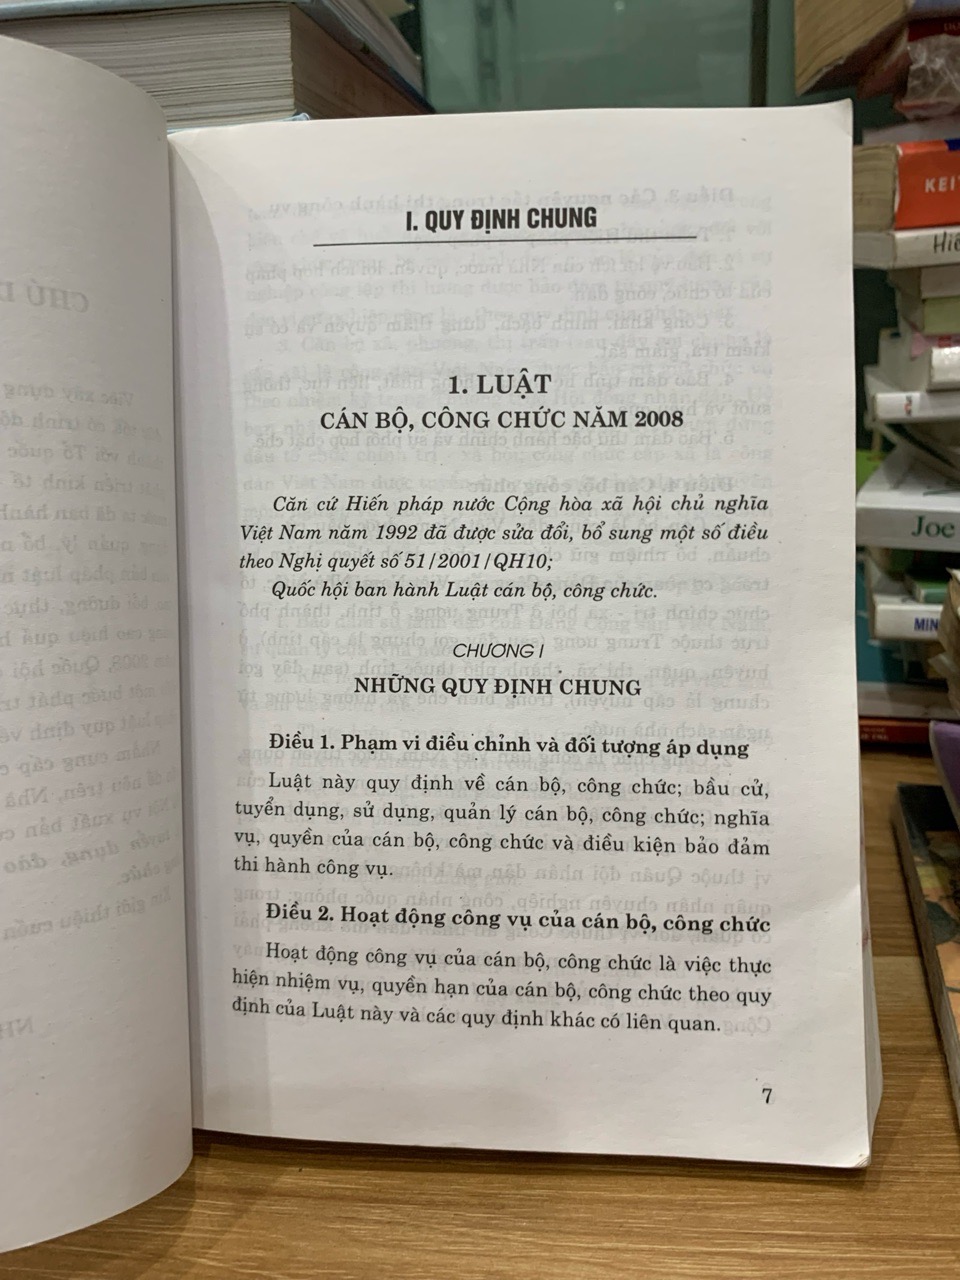 I. QUY ĐỊNH CHUNG
1. LUẬT
CÁN BỘ, CÔNG CHỨC NĂM 2008
Căn cứ Hiến pháp nước Cộng hòa xã hội chủ nghĩa
Việt Nam năm 1992 đã được sửa đổi, bổ sung một số điều
theo Nghị quyết số 51/2001/QH10;
Quốc hội ban hành Luật cán bộ, công chức.
CHƯƠNG I
NHỮNG QUY ĐỊNH CHUNG
Điều 1. Phạm vi điều chỉnh và đối tượng áp dụng
Luật này quy định về cán bộ, công chức; bầu cử,
tuyển dụng, sử dụng, quản lý cán bộ, công chức; nghĩa
vụ, quyền của cán bộ, công chức và điều kiện bảo đảm
thi hành công vụ.
Điều 2. Hoạt động công vụ của cán bộ, công chức
Hoạt động công vụ của cán bộ, công chức là việc thực
hiện nhiệm vụ, quyền hạn của cán bộ, công chức theo quy
định của Luật này và các quy định khác có liên quan.
7
Joe